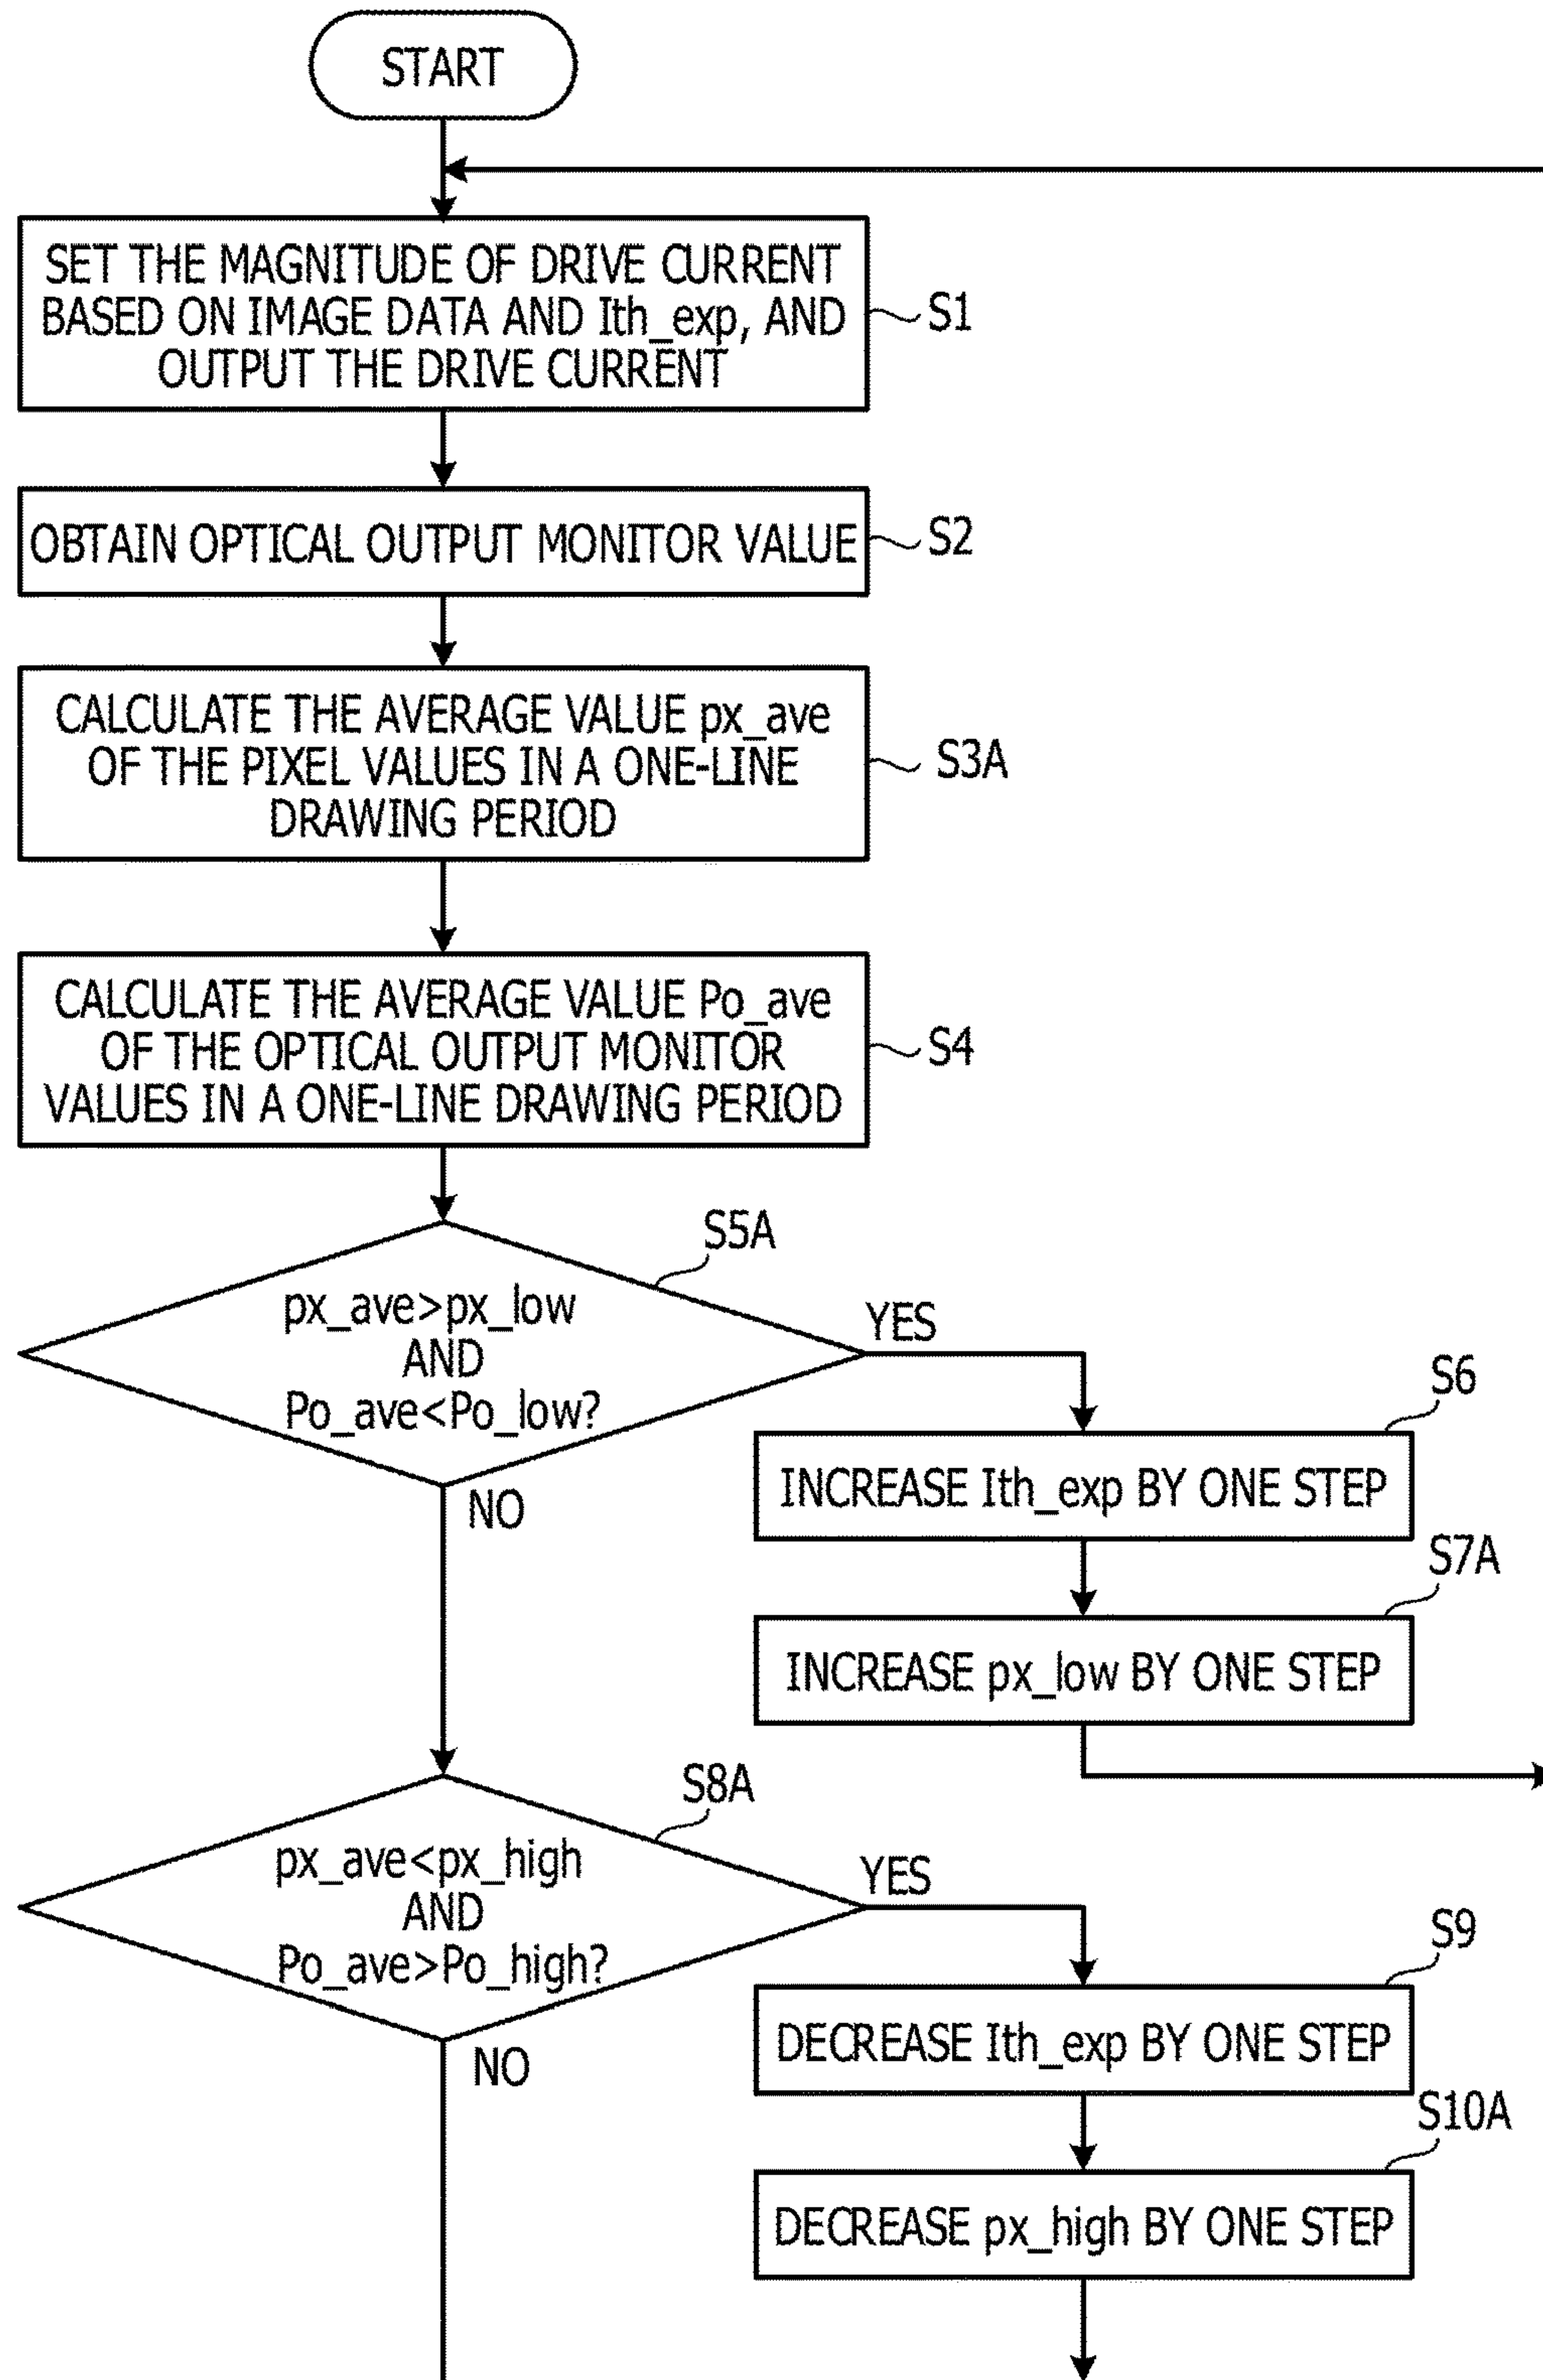 START
SET THE MAGNITUDE OF DRIVE CURRENT
BASED ON IMAGE DATA AND Ith_exp, AND
OUTPUT THE DRIVE CURRENT
S1
OBTAIN OPTICAL OUTPUT MONITOR VALUE
S2
CALCULATE THE AVERAGE VALUE px_ave
OF THE PIXEL VALUES IN A ONE-LINE
DRAWING PERIOD
S3A
CALCULATE THE AVERAGE VALUE Po_ave
OF THE OPTICAL OUTPUT MONITOR
VALUES IN A ONE-LINE DRAWING PERIOD
S4
S5A
px_ave>px_low
AND
Po_ave<Po_low?
YES
NO
S6
INCREASE Ith_exp BY ONE STEP
S7A
INCREASE px_low BY ONE STEP
S8A
px_ave<px_high
AND
Po_ave>Po_high?
YES
NO
S9
DECREASE Ith_exp BY ONE STEP
S10A
DECREASE px_high BY ONE STEP